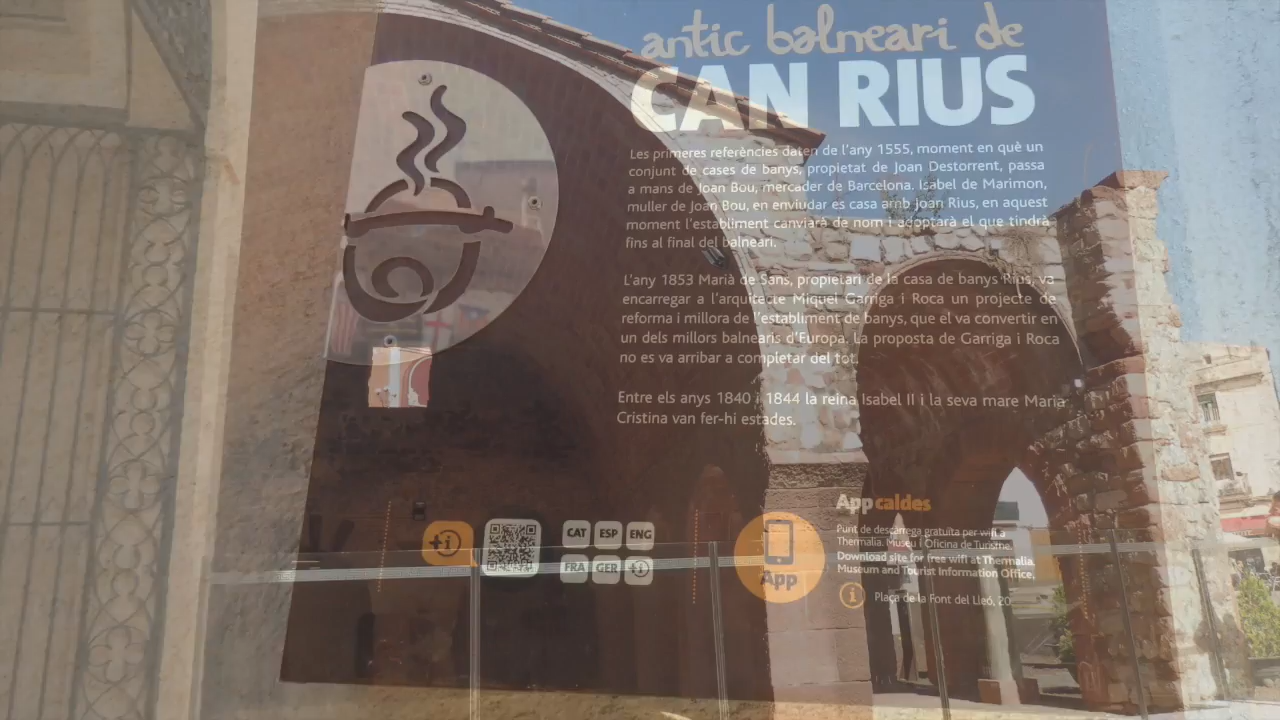 antic balneari de
CAN RIUS
Les primeres referències daten de l'any 1555, moment en què un
conjunt de cases de banys, propietat de Joan Destorrent, passa
a mans de Joan Bou, mercader de Barcelona. Isabel de Marimon,
muller de Joan Bou, en enviudar es casa amb Joan Rius, en aquest
moment l'establiment canviarà de nom i adoptarà el que tindrà
fins al final del balneari.
L'any 1853 Marià de Sans, propietari de la casa de banys Rius, va
encarregar a l'arquitecte Miquel Garriga i Roca un projecte de
reforma i millora de l'establiment de banys, que el va convertir en
un dels millors balnearis d'Europa. La proposta de Garriga i Roca
no es va arribar a completar del tot.
Entre els anys 1840 i 1844 la reina Isabel II i la seva mare Maria
Cristina van fer-hi estades.
+i
CAT ESP ENG
FRA GER +i
App
App caldes
Punt de descàrrega gratuïta per wifi a
Thermalia. Museu i Oficina de Turisme.
Download site for free wifi at Thermalia.
Museum and Tourist Information Office.
i Plaça de la Font del Lleó, 20